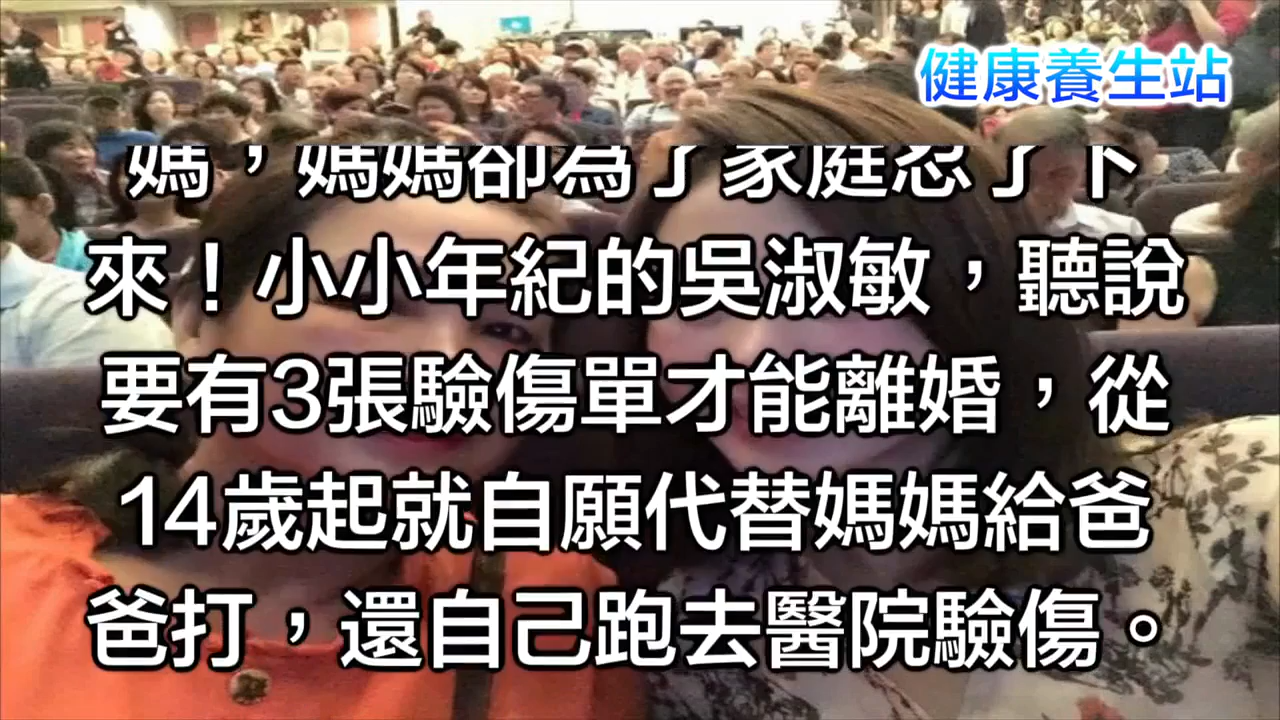 健康養生站
媽，媽媽卻為了家庭忍了下
來！小小年紀的吳淑敏，聽說
要有3張驗傷單才能離婚，從
14歲起就自願代替媽媽給爸
爸打，還自己跑去醫院驗傷。